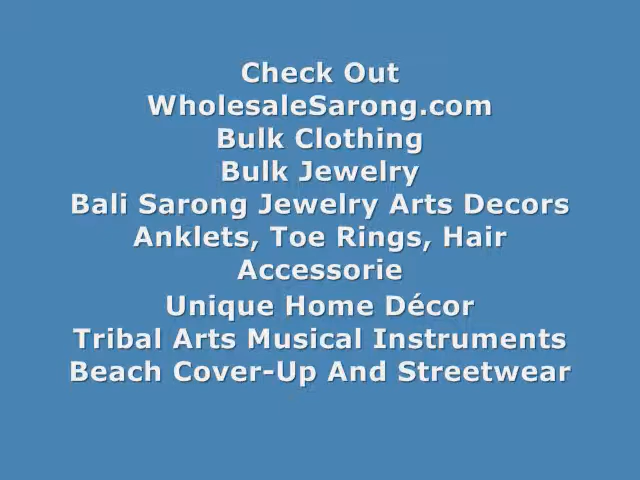 Check Out
WholesaleSarong.com
Bulk Clothing
Bulk Jewelry
Bali Sarong Jewelry Arts Decors
Anklets, Toe Rings, Hair
Accessorie
Unique Home Décor
Tribal Arts Musical Instruments
Beach Cover-Up And Streetwear